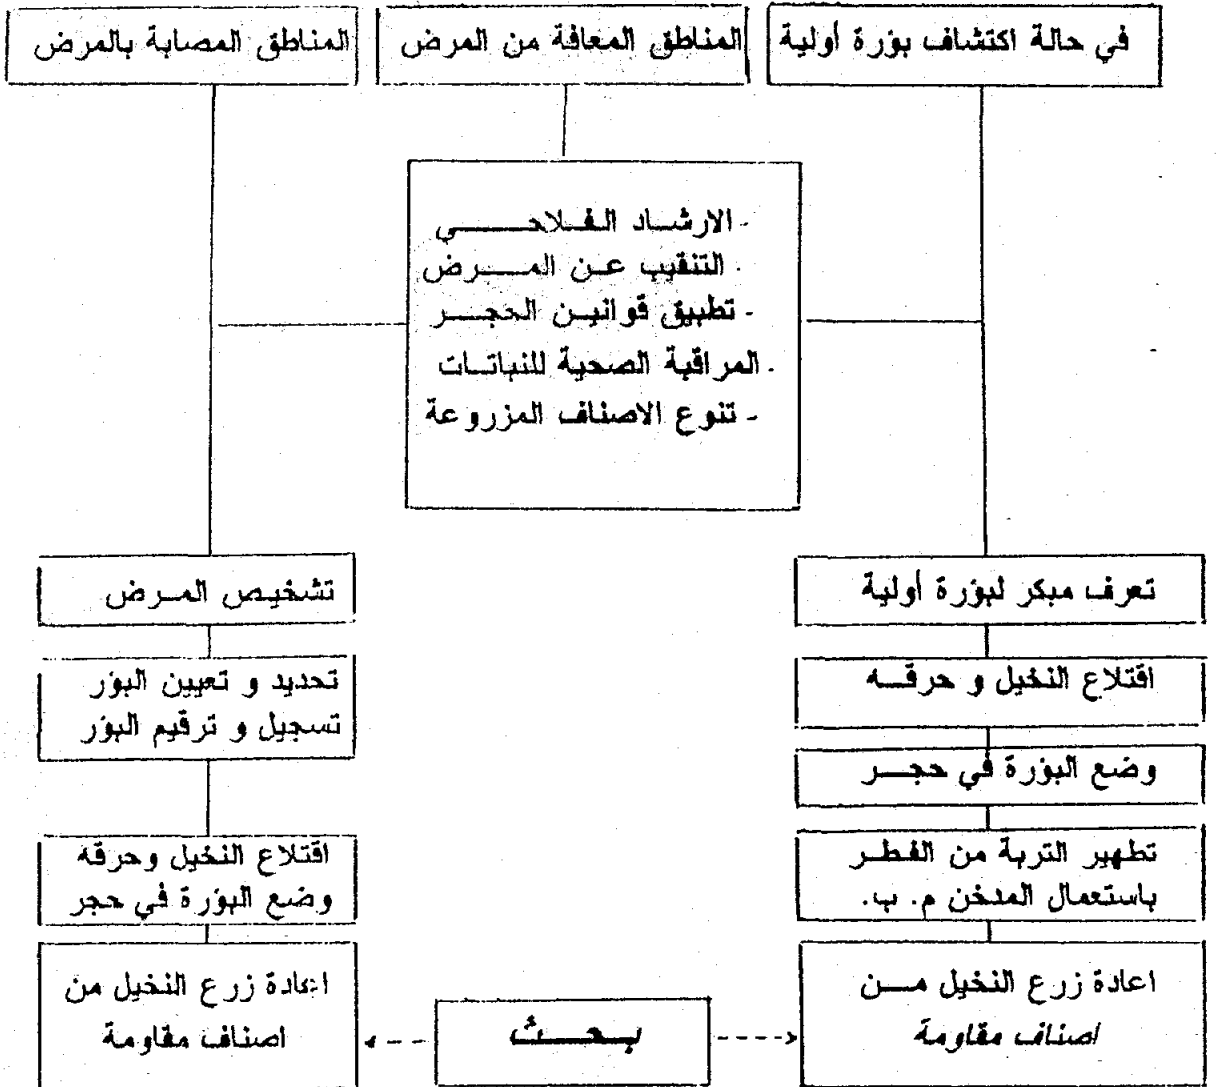 في حالة اكتشاف بؤرة أولية
المناطق المعافة من المرض
المناطق المصابة بالمرض
- الارشاد الفلاحي
- التنقيب عن المرض
- تطبيق قوانين الحجر
- المراقبة الصحية للنباتات
- تنوع الاصناف المزروعة
تعرف مبكر لبؤرة أولية
اقتلاع النخيل و حرقه
وضع البؤرة في حجر
تطهير التربة من الفطر
باستعمال المدخن م. ب.
اعادة زرع النخيل من
اصناف مقاومة
تشخيص المرض
تحديد و تعيين البؤر
تسجيل و ترقيم البؤر
اقتلاع النخيل وحرقه
وضع البؤرة في حجر
اعادة زرع النخيل من
اصناف مقاومة
بحث